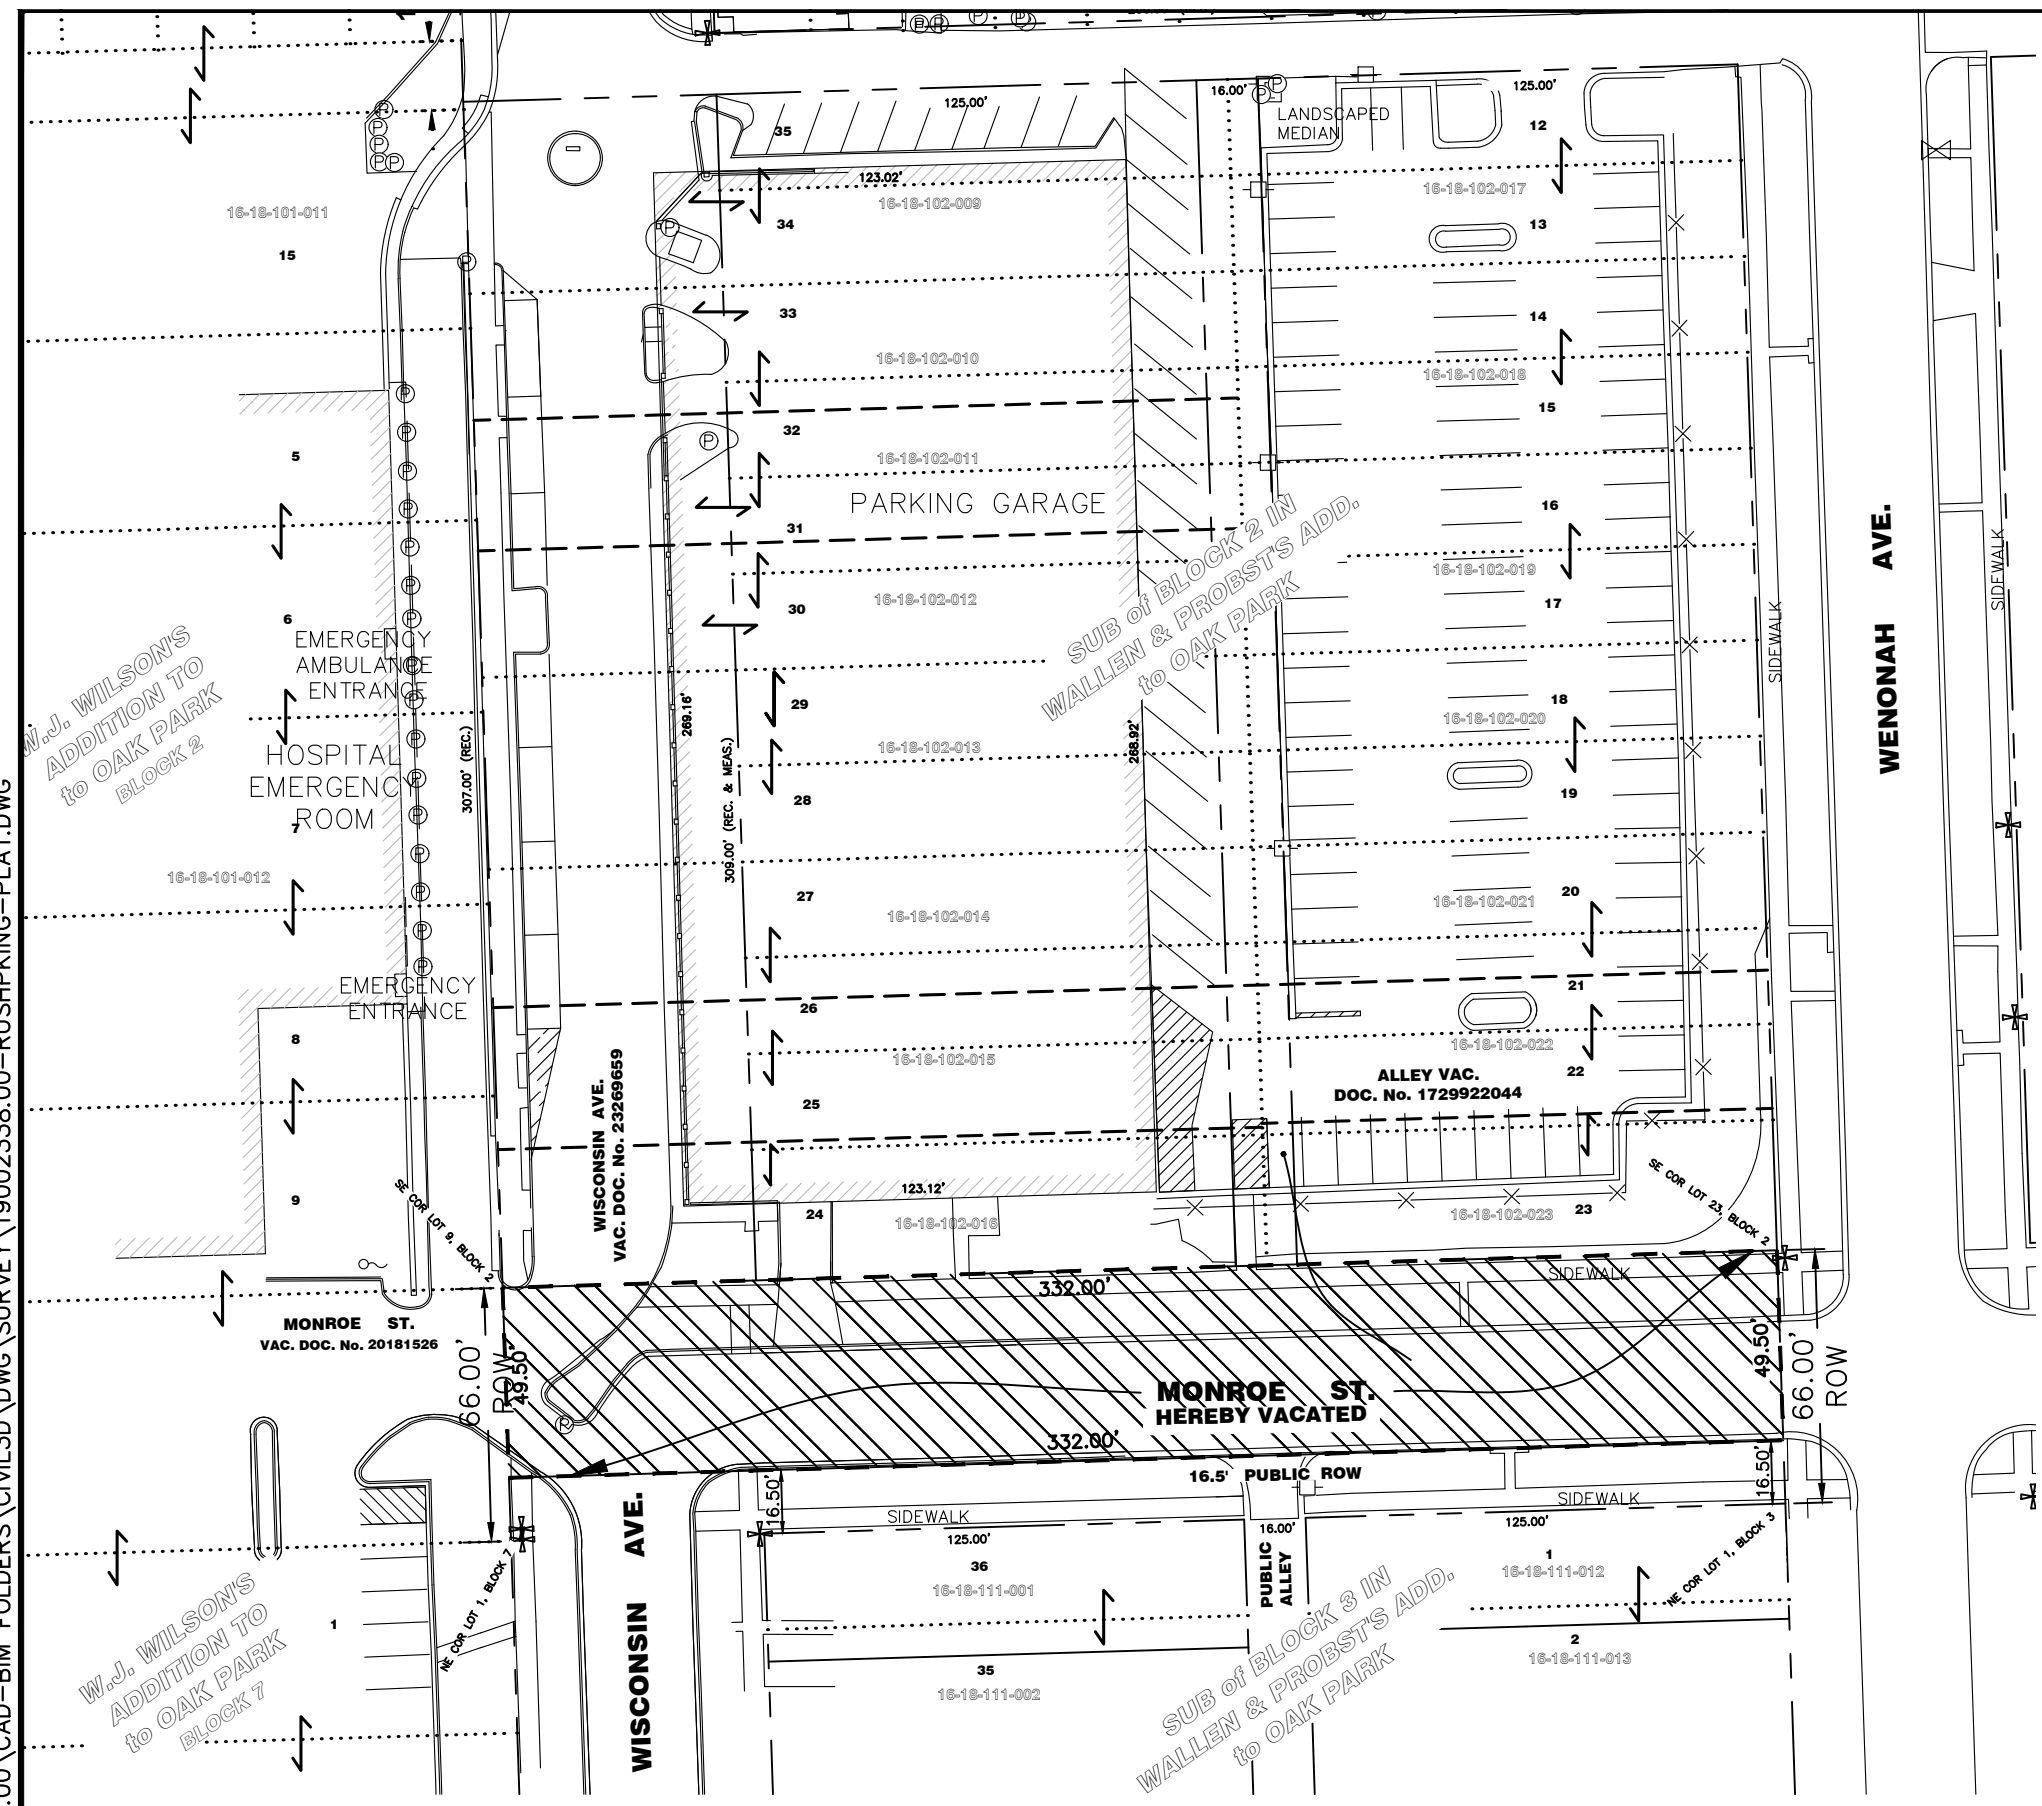 125.00'
16.00'
125.00'
LANDSCAPED
MEDIAN
35
12
123.02'
16-18-102-009
16-18-102-017
16-18-101-011
15
34
13
33
14
16-18-102-010
16-18-102-018
32
15
16-18-102-011
5
PARKING GARAGE
16
31
16-18-102-019
SUB of BLOCK 2 IN
WALLEN & PROBST'S ADD.
to OAK PARK
WENONAH AVE.
SIDEWALK
SIDEWALK
16-18-102-012
30
17
6
EMERGENCY
AMBULANCE
ENTRANCE
W.J. WILSON'S
ADDITION TO
to OAK PARK
BLOCK 2
29
18
16-18-102-020
269.16'
268.92'
307.00' (REC.)
309.00' (REC. & MEAS.)
16-18-102-013
HOSPITAL
EMERGENCY
ROOM
7
28
19
16-18-101-012
27
20
16-18-102-021
16-18-102-014
EMERGENCY
ENTRANCE
26
21
8
16-18-102-015
16-18-102-022
22
ALLEY VAC.
DOC. No. 1729922044
25
WISCONSIN AVE.
VAC. DOC. No. 23269659
9
SE COR LOT 9, BLOCK 2
SE COR LOT 23, BLOCK 2
123.12'
24
16-18-102-016
16-18-102-023
23
332.00'
SIDEWALK
MONROE ST.
VAC. DOC. No. 20181526
66.00'
ROW
49.50'
49.50'
66.00'
ROW
MONROE ST.
HEREBY VACATED
332.00'
16.5' PUBLIC ROW
16.50'
16.50'
SIDEWALK
SIDEWALK
125.00'
16.00'
125.00'
PUBLIC
ALLEY
36
16-18-111-001
1
16-18-111-012
NE COR LOT 1, BLOCK 7
NE COR LOT 1, BLOCK 3
WISCONSIN AVE.
W.J. WILSON'S
ADDITION TO
to OAK PARK
BLOCK 7
1
35
16-18-111-002
2
16-18-111-013
SUB of BLOCK 3 IN
WALLEN & PROBST'S ADD.
to OAK PARK
.00\CAD-BIM FOLDERS\CIVILSD\DWG\SURVEY\19002538.00-RUSHPKING-PLAT.DWG